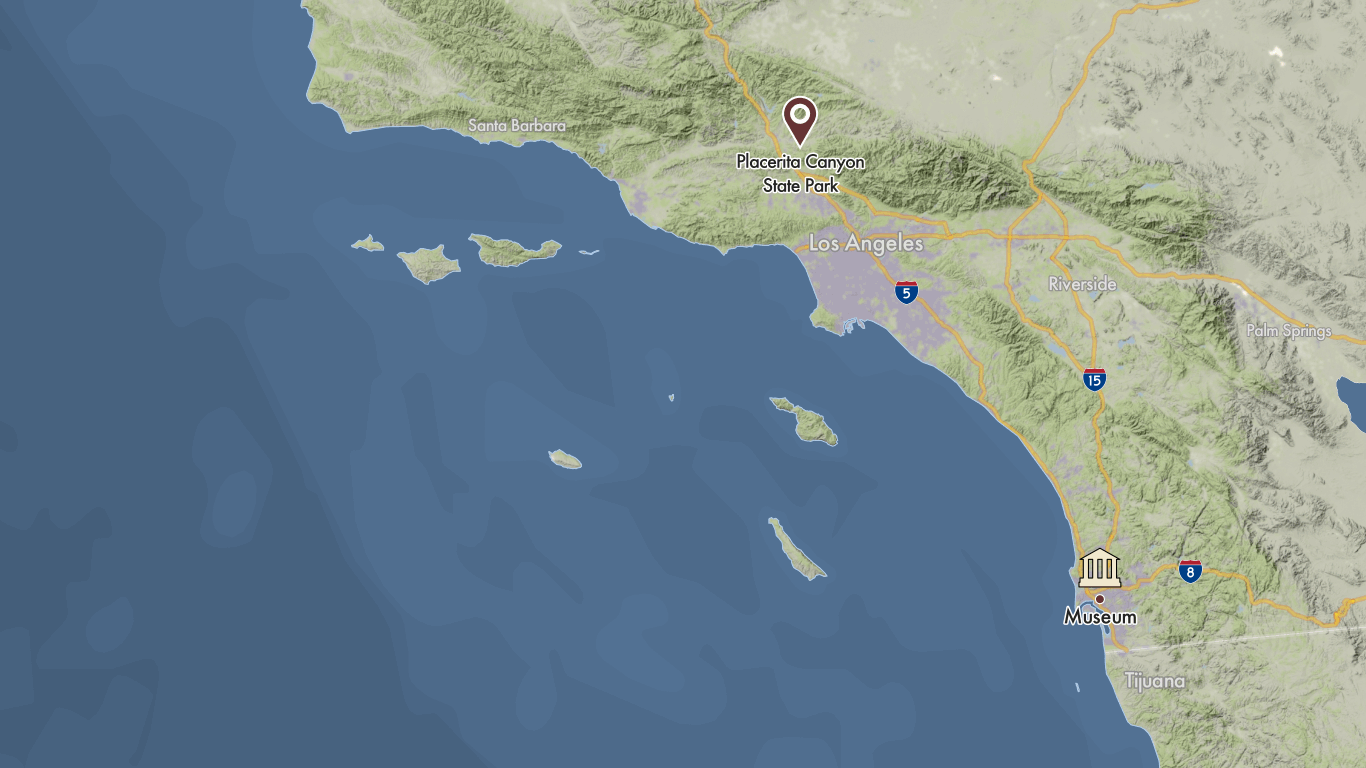 Santa Barbara
Placerita Canyon
State Park
Los Angeles
5
Riverside
Palm Springs
15
8
Museum
Tijuana